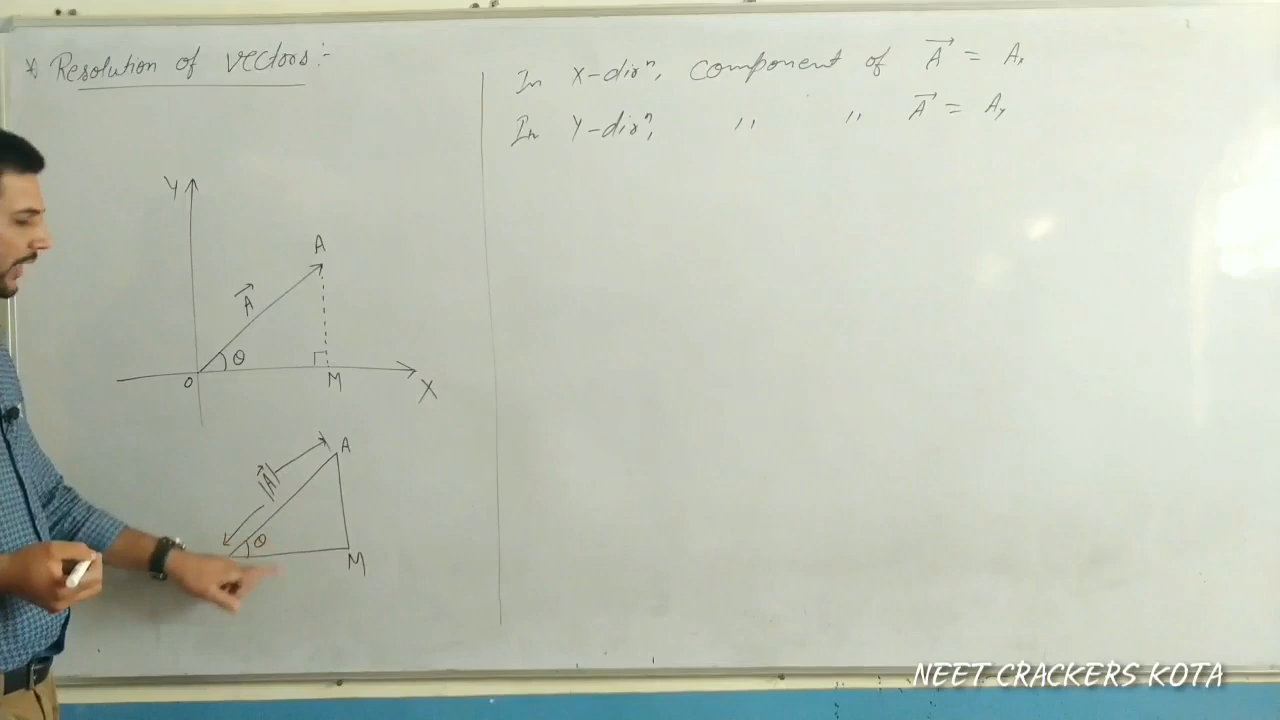 * Resolution of vectors:-
In X-dirⁿ, component of A⃗ = Aₓ
In Y-dirⁿ, ,, ,, A⃗ = Aᵧ
Y
A
A⃗
θ
O
M
X
A
|A⃗|
θ
M
NEET CRACKERS KOTA